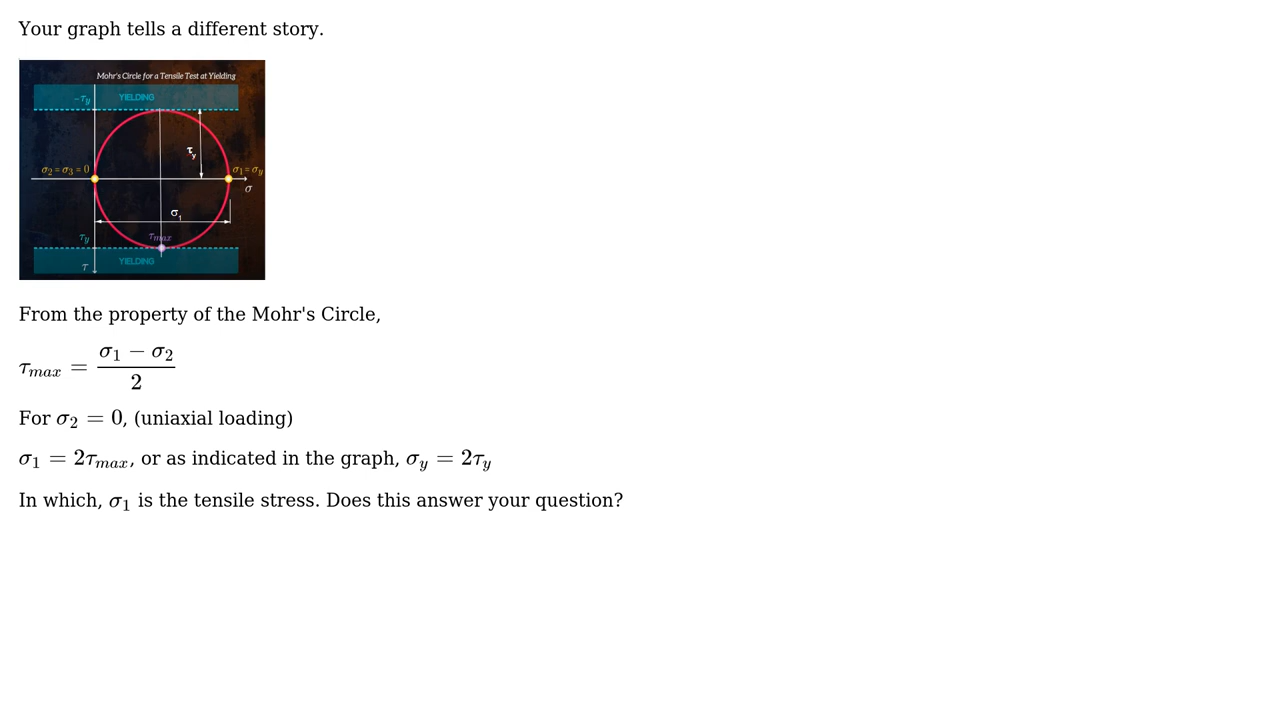 Your graph tells a different story.
Mohr's Circle for a Tensile Test at Yielding
−τy YIELDING
τy
σ2 = σ3 = 0 σ1 = σy
σ
σ1
τy τmax
YIELDING
τ
From the property of the Mohr's Circle,
τmax = (σ1 − σ2)/2
For σ2 = 0, (uniaxial loading)
σ1 = 2τmax, or as indicated in the graph, σy = 2τy
In which, σ1 is the tensile stress. Does this answer your question?